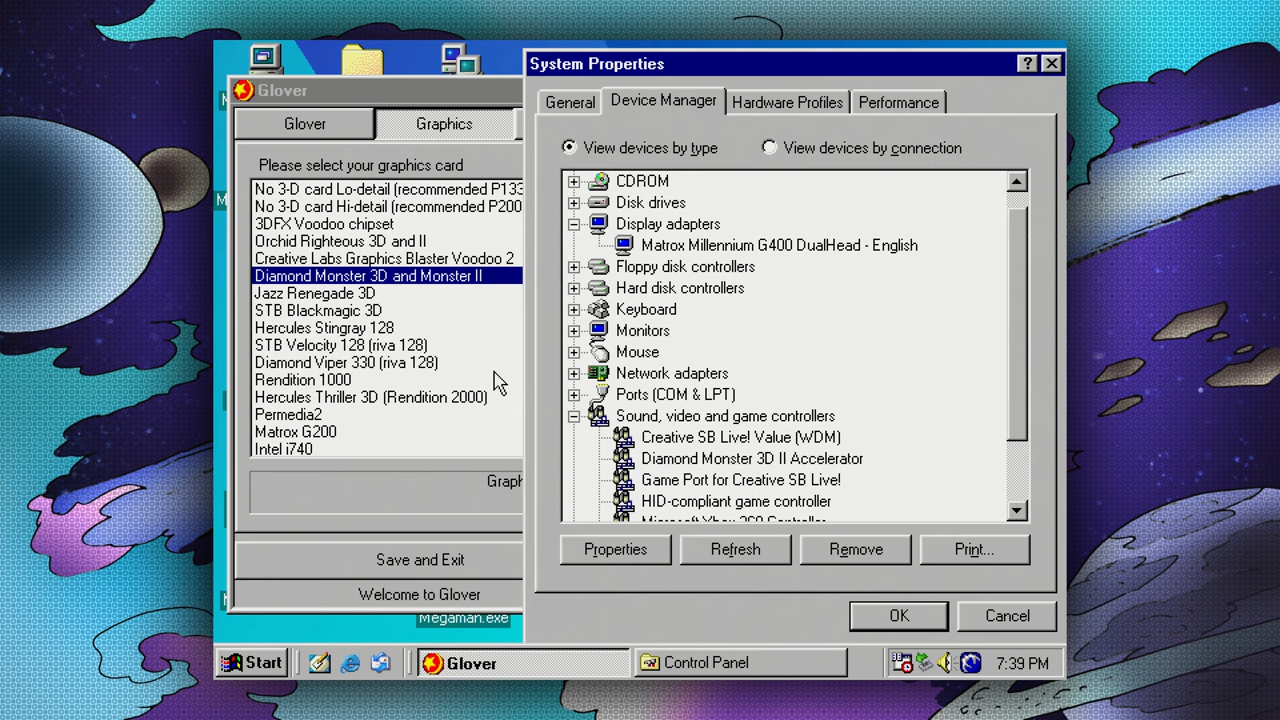 Glover
Glover
Graphics
Please select your graphics card
No 3-D card Lo-detail (recommended P133
No 3-D card Hi-detail (recommended P200
3DFX Voodoo chipset
Orchid Righteous 3D and II
Creative Labs Graphics Blaster Voodoo 2
Diamond Monster 3D and Monster II
Jazz Renegade 3D
STB Blackmagic 3D
Hercules Stingray 128
STB Velocity 128 (riva 128)
Diamond Viper 330 (riva 128)
Rendition 1000
Hercules Thriller 3D (Rendition 2000)
Permedia2
Matrox G200
Intel i740
Graph
Save and Exit
Welcome to Glover
Megaman.exe
System Properties
General
Device Manager
Hardware Profiles
Performance
View devices by type
View devices by connection
CDROM
Disk drives
Display adapters
Matrox Millennium G400 DualHead - English
Floppy disk controllers
Hard disk controllers
Keyboard
Monitors
Mouse
Network adapters
Ports (COM & LPT)
Sound, video and game controllers
Creative SB Live! Value (WDM)
Diamond Monster 3D II Accelerator
Game Port for Creative SB Live!
HID-compliant game controller
Microsoft Xbox 360 Controller
Properties
Refresh
Remove
Print...
OK
Cancel
Start
Glover
Control Panel
7:39 PM